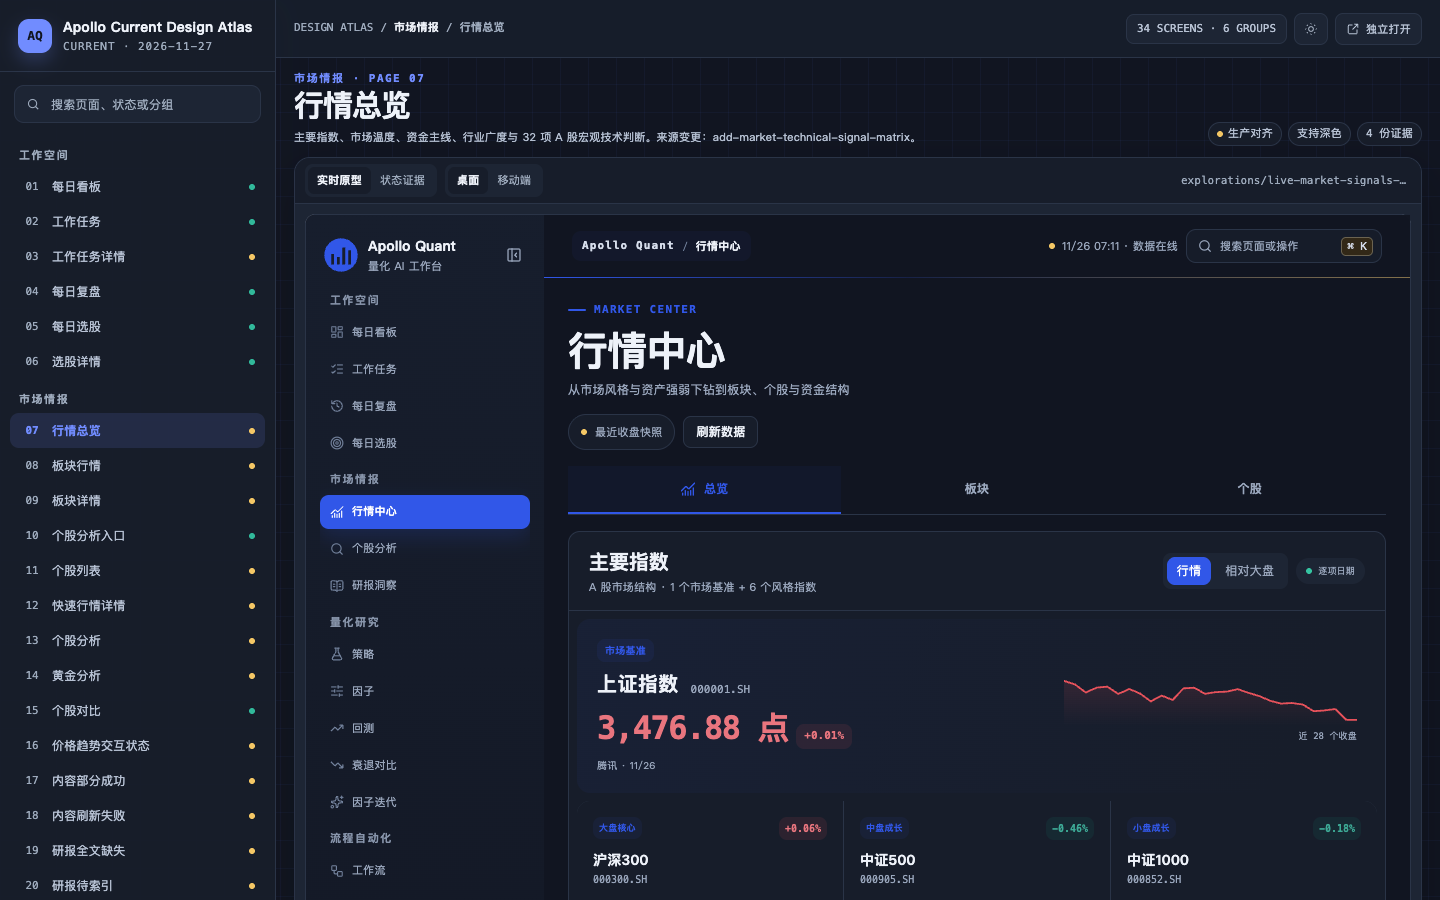 AQ
Apollo Current Design Atlas
CURRENT · 2026-11-27
搜索页面、状态或分组
工作空间
01 每日看板
02 工作任务
03 工作任务详情
04 每日复盘
05 每日选股
06 选股详情
市场情报
07 行情总览
08 板块行情
09 板块详情
10 个股分析入口
11 个股列表
12 快速行情详情
13 个股分析
14 黄金分析
15 个股对比
16 价格趋势交互状态
17 内容部分成功
18 内容刷新失败
19 研报全文缺失
20 研报待索引
DESIGN ATLAS / 市场情报 / 行情总览
34 SCREENS · 6 GROUPS
独立打开
市场情报 · PAGE 07
行情总览
主要指数、市场温度、资金主线、行业广度与 32 项 A 股宏观技术判断。来源变更：add-market-technical-signal-matrix。
生产对齐
支持深色
4 份证据
实时原型 状态证据
桌面 移动端
explorations/live-market-signals-…
Apollo Quant
量化 AI 工作台
工作空间
每日看板
工作任务
每日复盘
每日选股
市场情报
行情中心
个股分析
研报洞察
量化研究
策略
因子
回测
衰退对比
因子迭代
流程自动化
工作流
Apollo Quant / 行情中心
11/26 07:11 · 数据在线
搜索页面或操作
⌘ K
MARKET CENTER
行情中心
从市场风格与资产强弱下钻到板块、个股与资金结构
最近收盘快照
刷新数据
总览
板块
个股
主要指数
A 股市场结构 · 1 个市场基准 + 6 个风格指数
行情 相对大盘
逐项日期
市场基准
上证指数 000001.SH
3,476.88 点 +0.01%
腾讯 · 11/26
近 28 个收盘
大盘核心 +0.06%
沪深300
000300.SH
中盘成长 -0.46%
中证500
000905.SH
小盘成长 -0.18%
中证1000
000852.SH